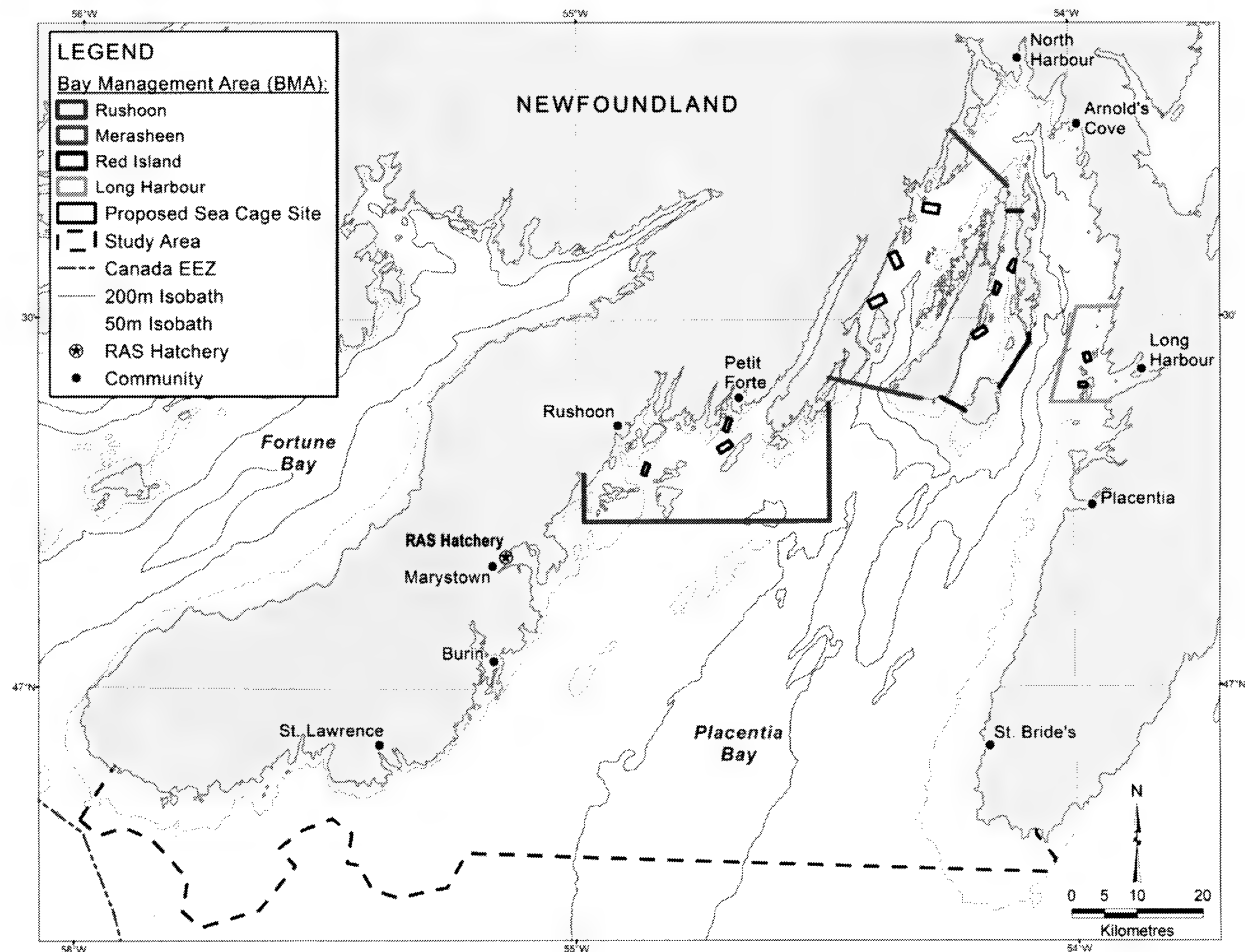 56°W
55°W
54°W
LEGEND
Bay Management Area (BMA):
Rushoon
Merasheen
Red Island
Long Harbour
Proposed Sea Cage Site
Study Area
Canada EEZ
200m Isobath
50m Isobath
RAS Hatchery
Community
NEWFOUNDLAND
North
Harbour
Arnold's
Cove
30'
30'
Long
Harbour
Petit
Forte
Rushoon
Fortune
Bay
Placentia
RAS Hatchery
Marystown
Burin
47°N
47°N
St. Lawrence
Placentia
Bay
St. Bride's
N
0 5 10 20
Kilometres
56°W
55°W
54°W